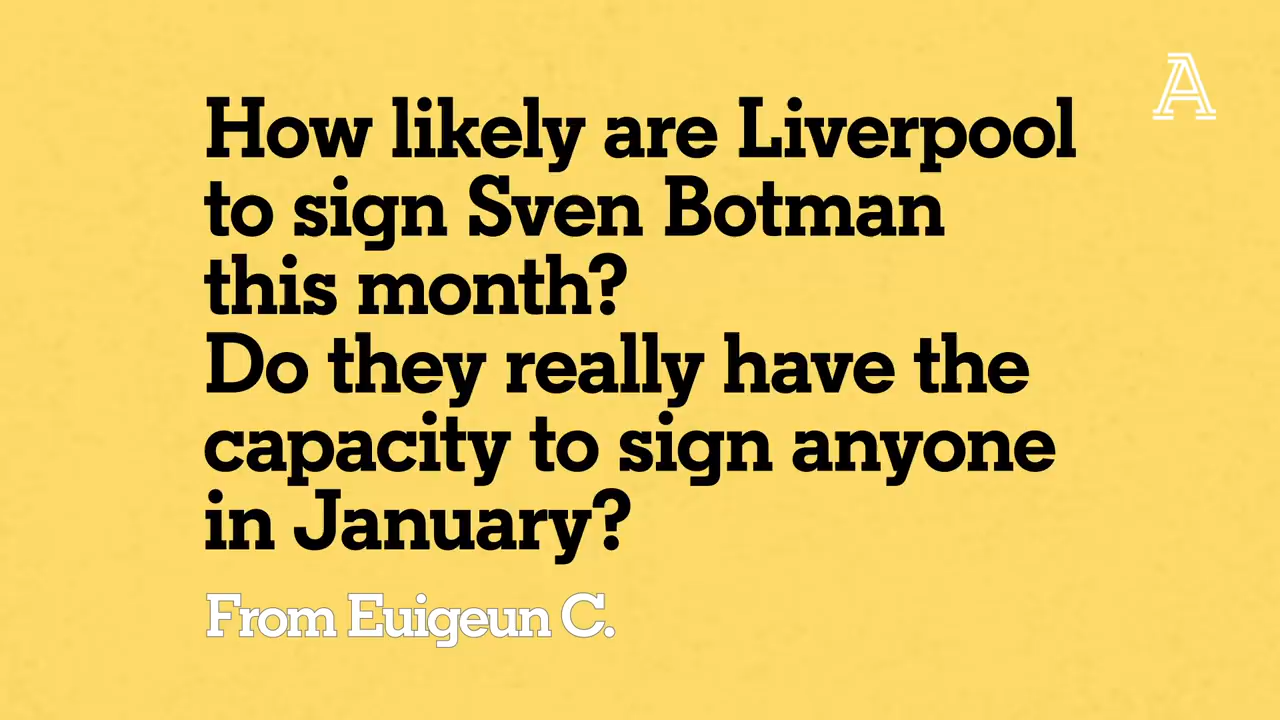 How likely are Liverpool
to sign Sven Botman
this month?
Do they really have the
capacity to sign anyone
in January?
From Euigeun C.
A